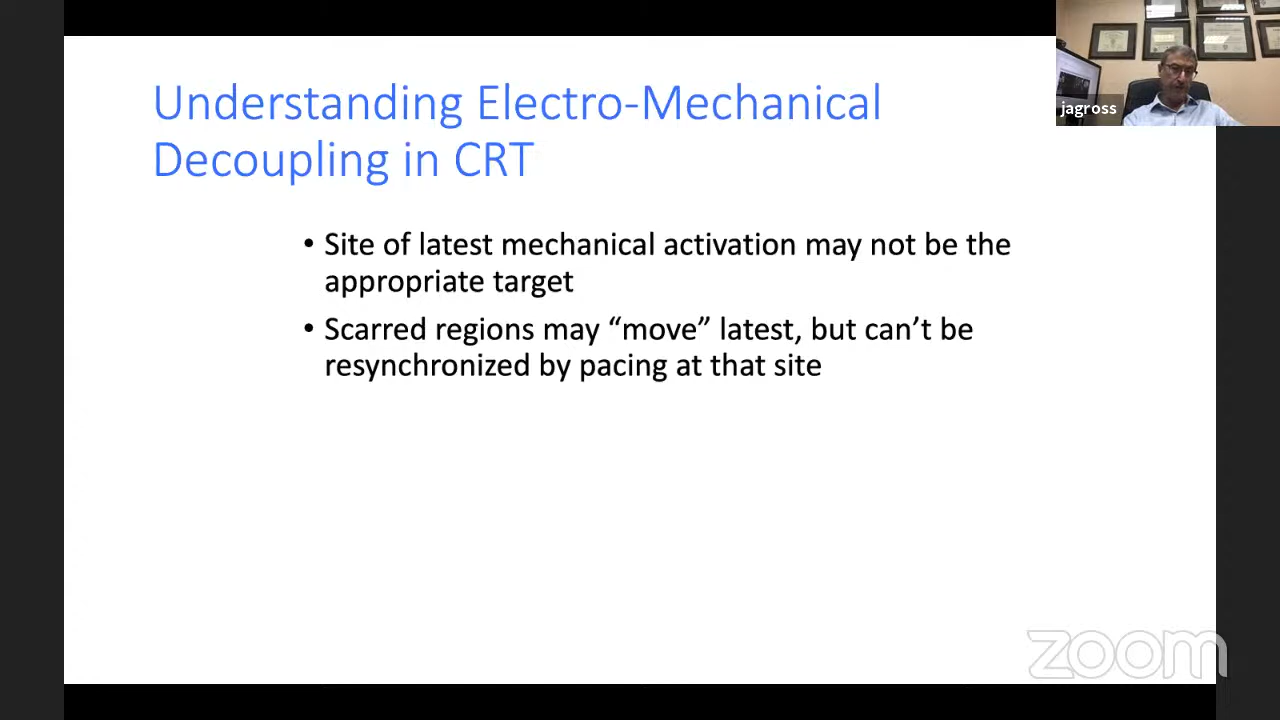 Understanding Electro-Mechanical
Decoupling in CRT
jagross
• Site of latest mechanical activation may not be the
appropriate target
• Scarred regions may “move” latest, but can’t be
resynchronized by pacing at that site
zoom